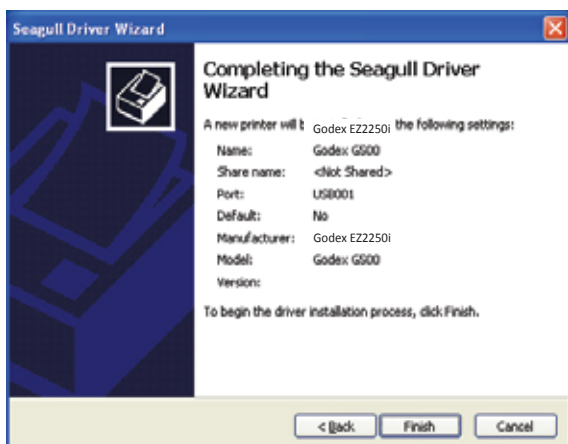 Seagull Driver Wizard
Completing the Seagull Driver
Wizard
A new printer will b Godex EZ2250i the following settings:
Name: Godex G500
Share name: <Not Shared>
Port: USB001
Default: No
Manufacturer: Godex EZ2250i
Model: Godex G500
Version:
To begin the driver installation process, click Finish.
< Back
Finish
Cancel